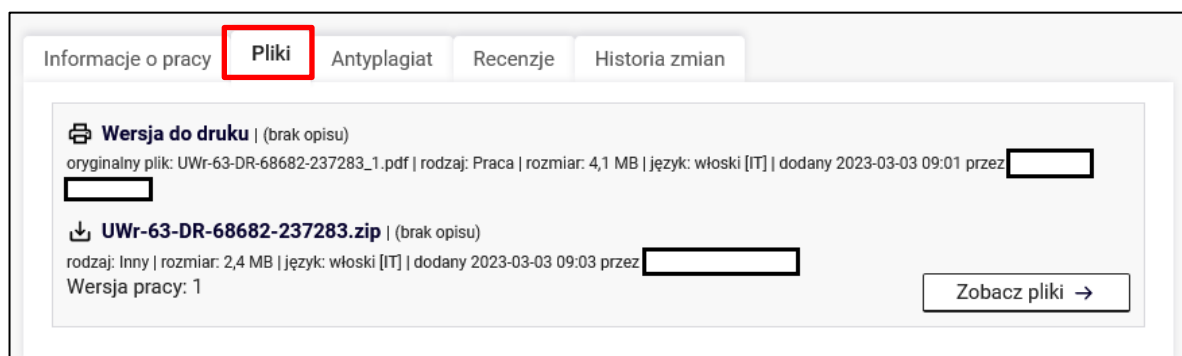 Informacje o pracy Pliki Antyplagiat Recenzje Historia zmian
Wersja do druku | (brak opisu)
oryginalny plik: UWr-63-DR-68682-237283_1.pdf | rodzaj: Praca | rozmiar: 4,1 MB | język: włoski [IT] | dodany 2023-03-03 09:01 przez
UWr-63-DR-68682-237283.zip | (brak opisu)
rodzaj: Inny | rozmiar: 2,4 MB | język: włoski [IT] | dodany 2023-03-03 09:03 przez
Wersja pracy: 1
Zobacz pliki →